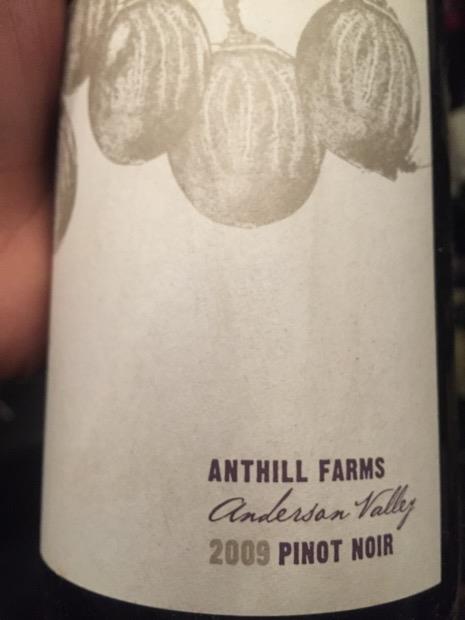 ANTHILL FARMS
Anderson Valley
2009 PINOT NOIR